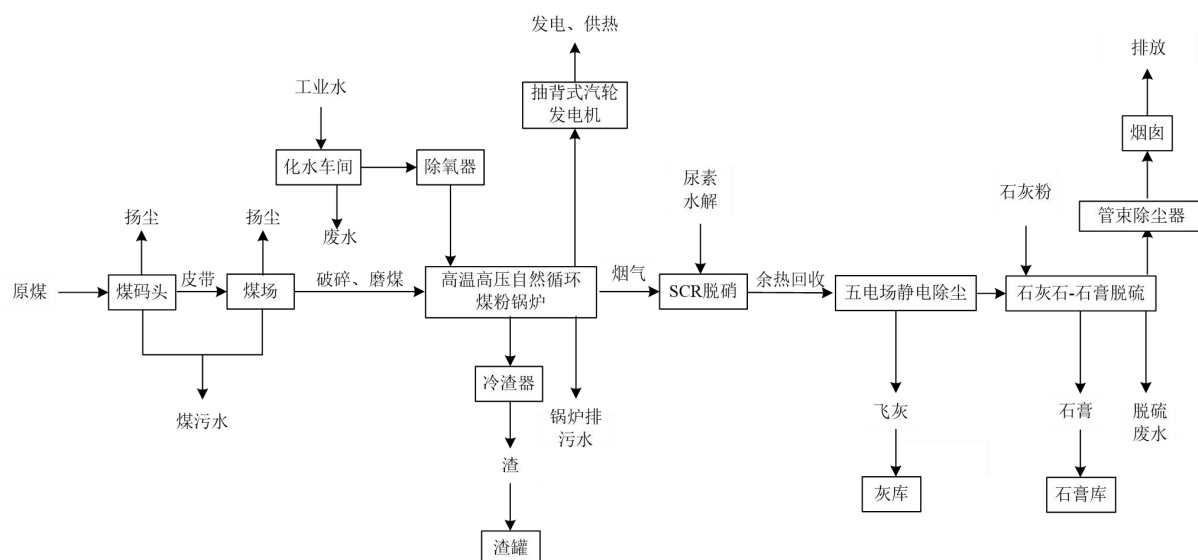 发电、供热
排放
工业水
抽背式汽轮
发电机
烟囱
化水车间
除氧器
尿素
水解
石灰粉
扬尘
扬尘
废水
管束除尘器
原煤
煤码头
皮带
煤场
破碎、磨煤
高温高压自然循环
煤粉锅炉
烟气
SCR脱硝
余热回收
五电场静电除尘
石灰石-石膏脱硫
冷渣器
煤污水
锅炉排
污水
飞灰
石膏
脱硫
废水
渣
灰库
石膏库
渣罐